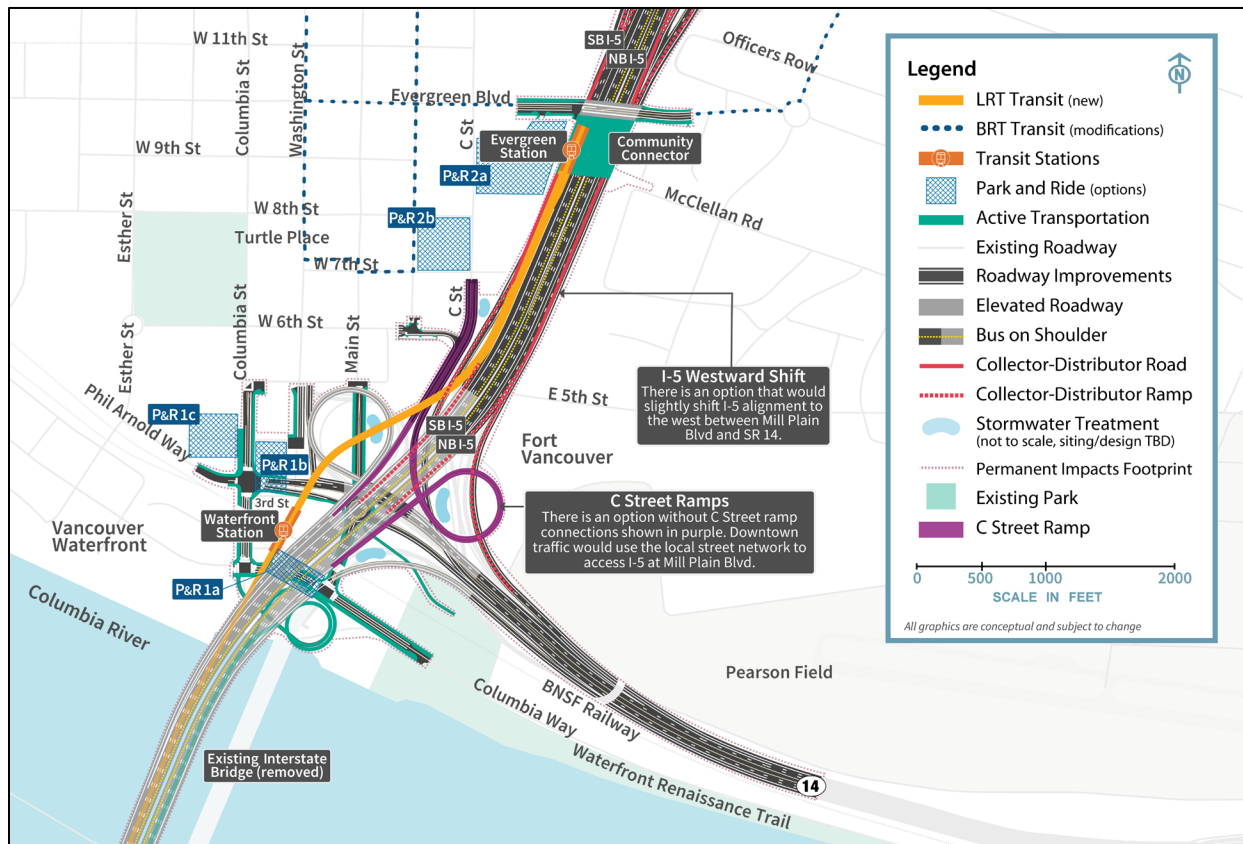 W 11th St
Columbia St
Washington St
SB I-5
NB I-5
Officers Row
Evergreen Blvd
C St
Evergreen
Station
Community
Connector
W 9th St
P&R 2a
McClellan Rd
Esther St
W 8th St
P&R 2b
Turtle Place
W 7th St
Columbia St
C St
W 6th St
Main St
Esther St
I-5 Westward Shift
There is an option that would
slightly shift I-5 alignment to
the west between Mill Plain
Blvd and SR 14.
E 5th St
Phil Arnold Way
P&R 1c
SB I-5
NB I-5
P&R 1b
Fort
Vancouver
3rd St
Waterfront
Station
C Street Ramps
There is an option without C Street ramp
connections shown in purple. Downtown
traffic would use the local street network to
access I-5 at Mill Plain Blvd.
Vancouver
Waterfront
P&R 1a
Columbia River
Pearson Field
BNSF Railway
Columbia Way
Waterfront Renaissance Trail
Existing Interstate
Bridge (removed)
14
Legend
N
LRT Transit (new)
BRT Transit (modifications)
Transit Stations
Park and Ride (options)
Active Transportation
Existing Roadway
Roadway Improvements
Elevated Roadway
Bus on Shoulder
Collector-Distributor Road
Collector-Distributor Ramp
Stormwater Treatment
(not to scale, siting/design TBD)
Permanent Impacts Footprint
Existing Park
C Street Ramp
0 500 1000 2000
SCALE IN FEET
All graphics are conceptual and subject to change